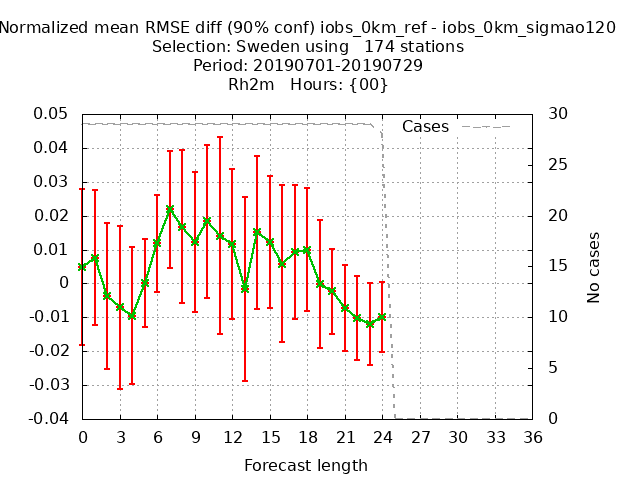 Normalized mean RMSE diff (90% conf) iobs_0km_ref - iobs_0km_sigmao120
Selection: Sweden using 174 stations
Period: 20190701-20190729
Rh2m Hours: {00}
Cases
0.05
0.04
0.03
0.02
0.01
0
-0.01
-0.02
-0.03
-0.04
30
25
20
15
10
5
0
No cases
0 3 6 9 12 15 18 21 24 27 30 33 36
Forecast length